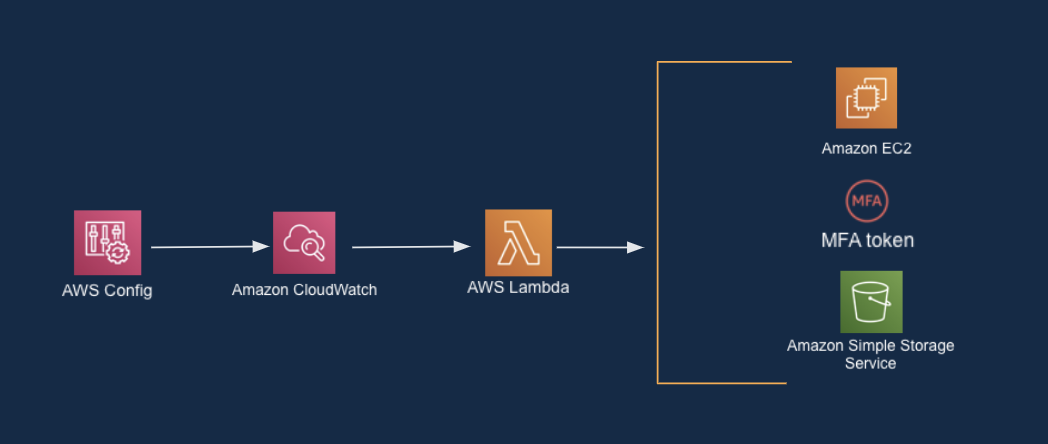 AWS Config
Amazon CloudWatch
AWS Lambda
Amazon EC2
MFA
MFA token
Amazon Simple Storage
Service